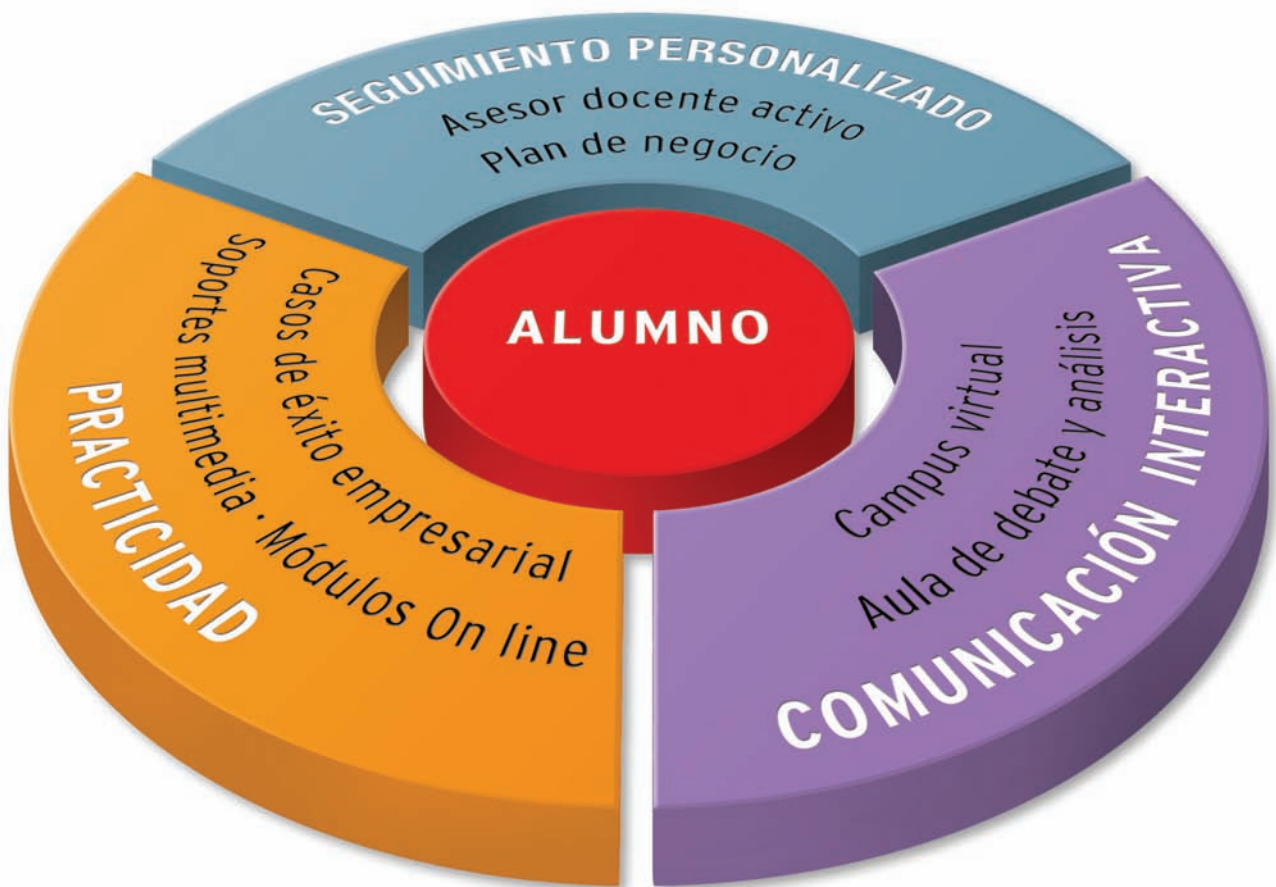 SEGUIMIENTO PERSONALIZADO
Asesor docente activo
Plan de negocio
ALUMNO
Casos de éxito empresarial
Soportes multimedia · Módulos On line
PRACTICIDAD
Campus virtual
Aula de debate y análisis
COMUNICACIÓN INTERACTIVA